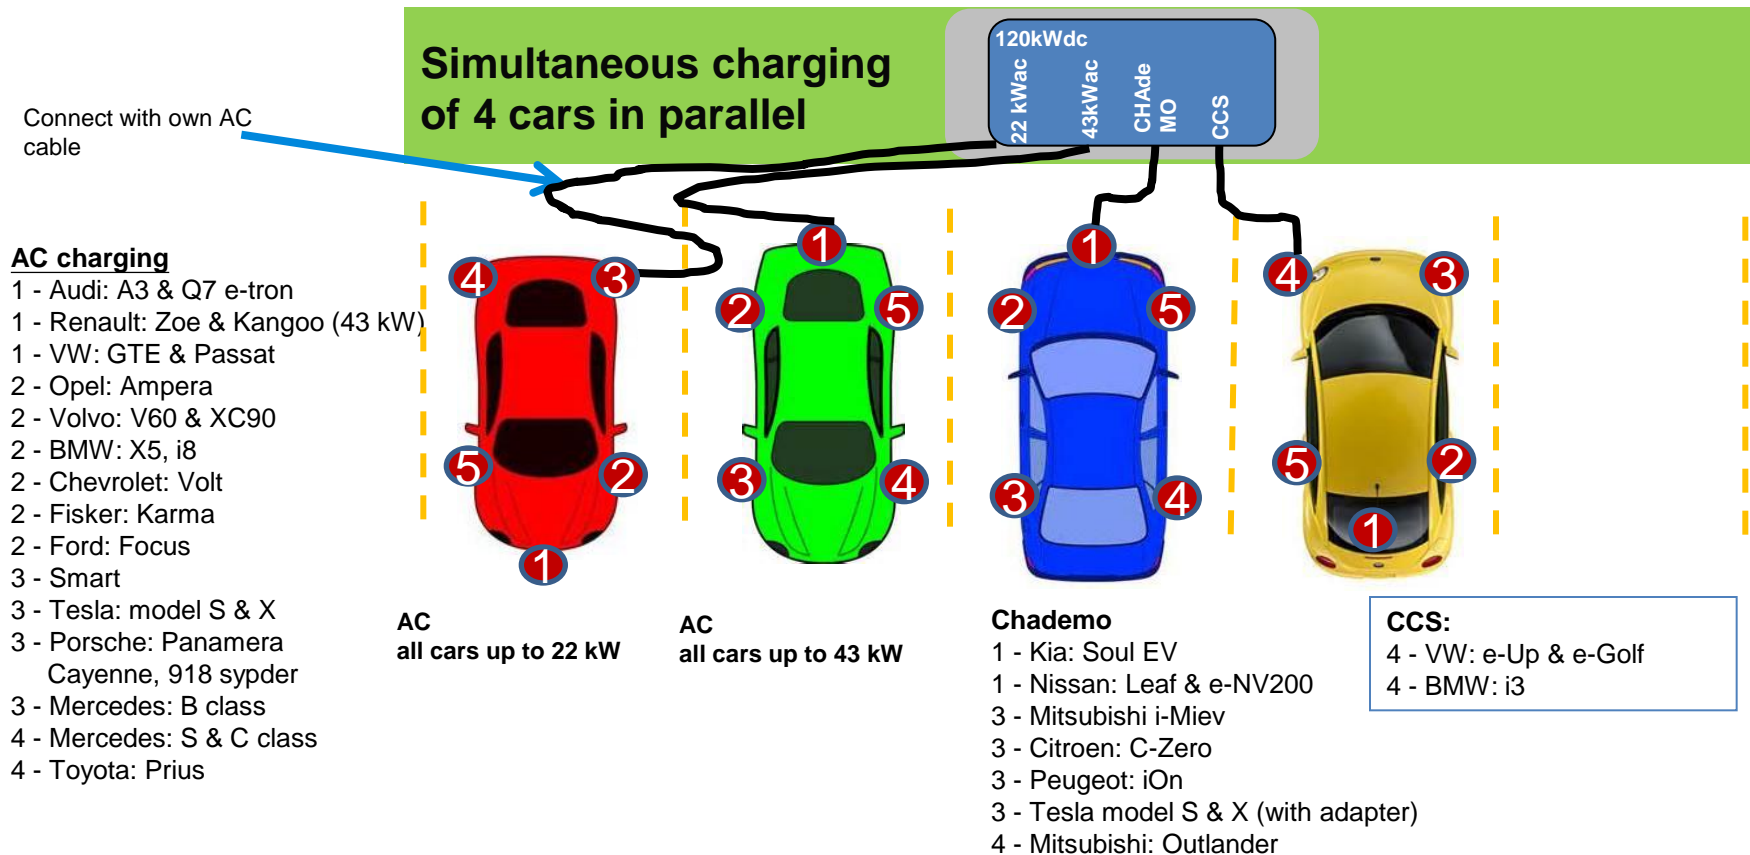 Simultaneous charging
of 4 cars in parallel
120kWdc
22 kWac
43kWac
CHAde
MO
CCS
Connect with own AC
cable
AC charging
1 - Audi: A3 & Q7 e-tron
1 - Renault: Zoe & Kangoo (43 kW)
1 - VW: GTE & Passat
2 - Opel: Ampera
2 - Volvo: V60 & XC90
2 - BMW: X5, i8
2 - Chevrolet: Volt
2 - Fisker: Karma
2 - Ford: Focus
3 - Smart
3 - Tesla: model S & X
3 - Porsche: Panamera
Cayenne, 918 sypder
3 - Mercedes: B class
4 - Mercedes: S & C class
4 - Toyota: Prius
4
3
5
2
1
AC
all cars up to 22 kW
1
2
5
3
4
AC
all cars up to 43 kW
1
2
5
3
4
Chademo
1 - Kia: Soul EV
1 - Nissan: Leaf & e-NV200
3 - Mitsubishi i-Miev
3 - Citroen: C-Zero
3 - Peugeot: iOn
3 - Tesla model S & X (with adapter)
4 - Mitsubishi: Outlander
4
3
5
2
1
CCS:
4 - VW: e-Up & e-Golf
4 - BMW: i3